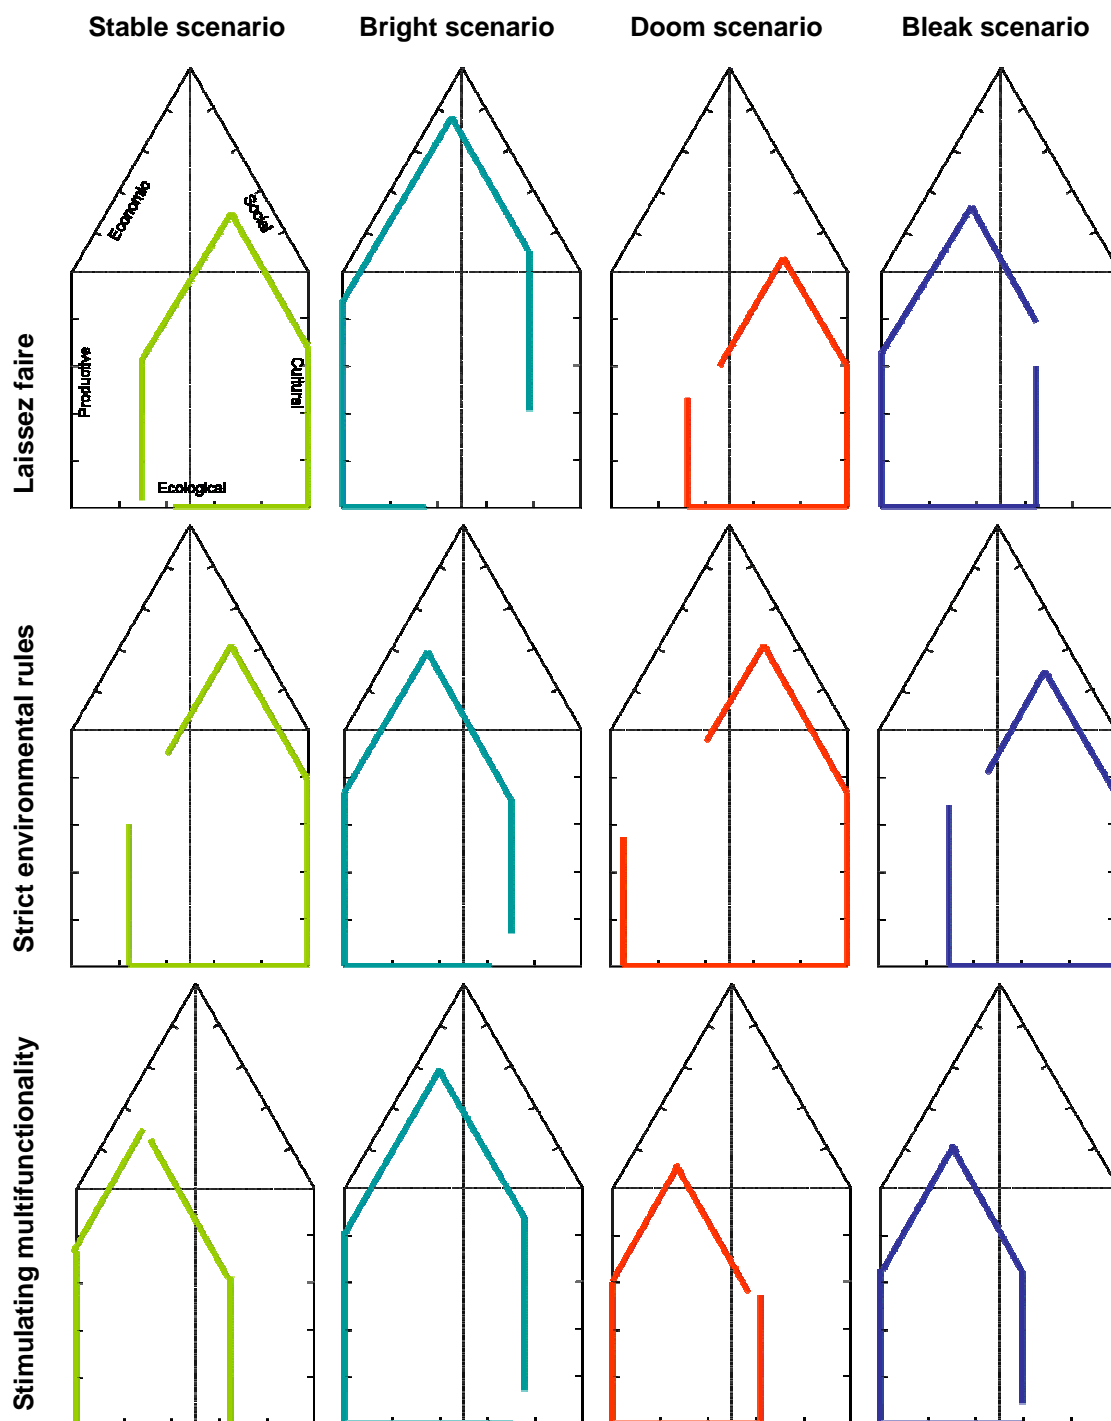 Stable scenario
Bright scenario
Doom scenario
Bleak scenario
Laissez faire
Economic
Social
Productive
Cultural
Ecological
Strict environmental rules
Stimulating multifunctionality